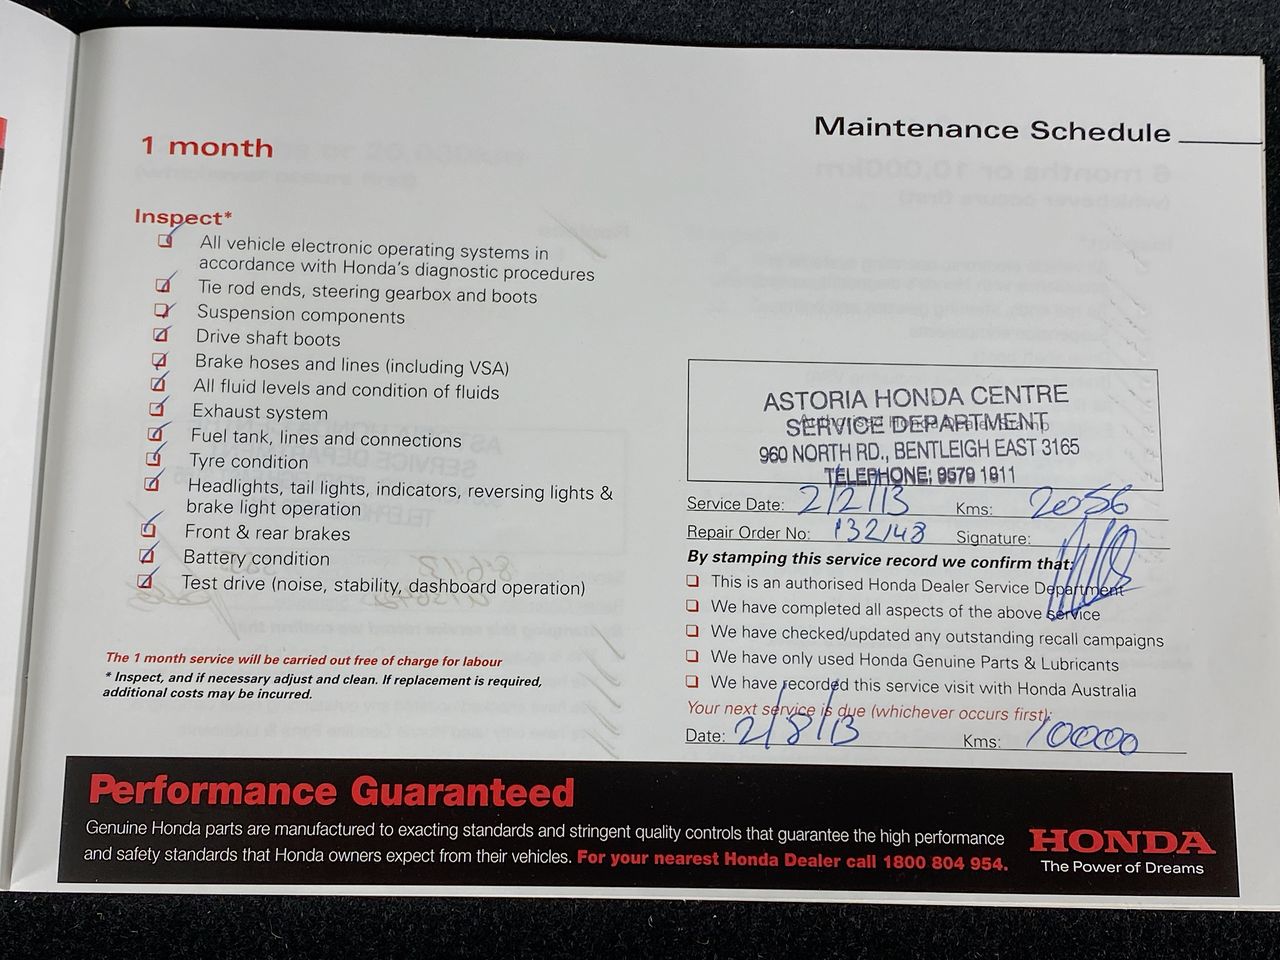 Maintenance Schedule
1 month
Inspect*
All vehicle electronic operating systems in
accordance with Honda's diagnostic procedures
Tie rod ends, steering gearbox and boots
Suspension components
Drive shaft boots
Brake hoses and lines (including VSA)
All fluid levels and condition of fluids
Exhaust system
Fuel tank, lines and connections
Tyre condition
Headlights, tail lights, indicators, reversing lights &
brake light operation
Front & rear brakes
Battery condition
Test drive (noise, stability, dashboard operation)
The 1 month service will be carried out free of charge for labour
* Inspect, and if necessary adjust and clean. If replacement is required,
additional costs may be incurred.
ASTORIA HONDA CENTRE
SERVICE DEPARTMENT
Authorised Honda Dealer Stamp
960 NORTH RD., BENTLEIGH EAST 3165
TELEPHONE: 9579 1911
Service Date: 2/2/13 Kms: 2056
Repair Order No: 132148 Signature:
By stamping this service record we confirm that:
This is an authorised Honda Dealer Service Department
We have completed all aspects of the above service
We have checked/updated any outstanding recall campaigns
We have only used Honda Genuine Parts & Lubricants
We have recorded this service visit with Honda Australia
Your next service is due (whichever occurs first):
Date: 2/8/13 Kms: 10000
Performance Guaranteed
Genuine Honda parts are manufactured to exacting standards and stringent quality controls that guarantee the high performance
and safety standards that Honda owners expect from their vehicles. For your nearest Honda Dealer call 1800 804 954.
HONDA
The Power of Dreams